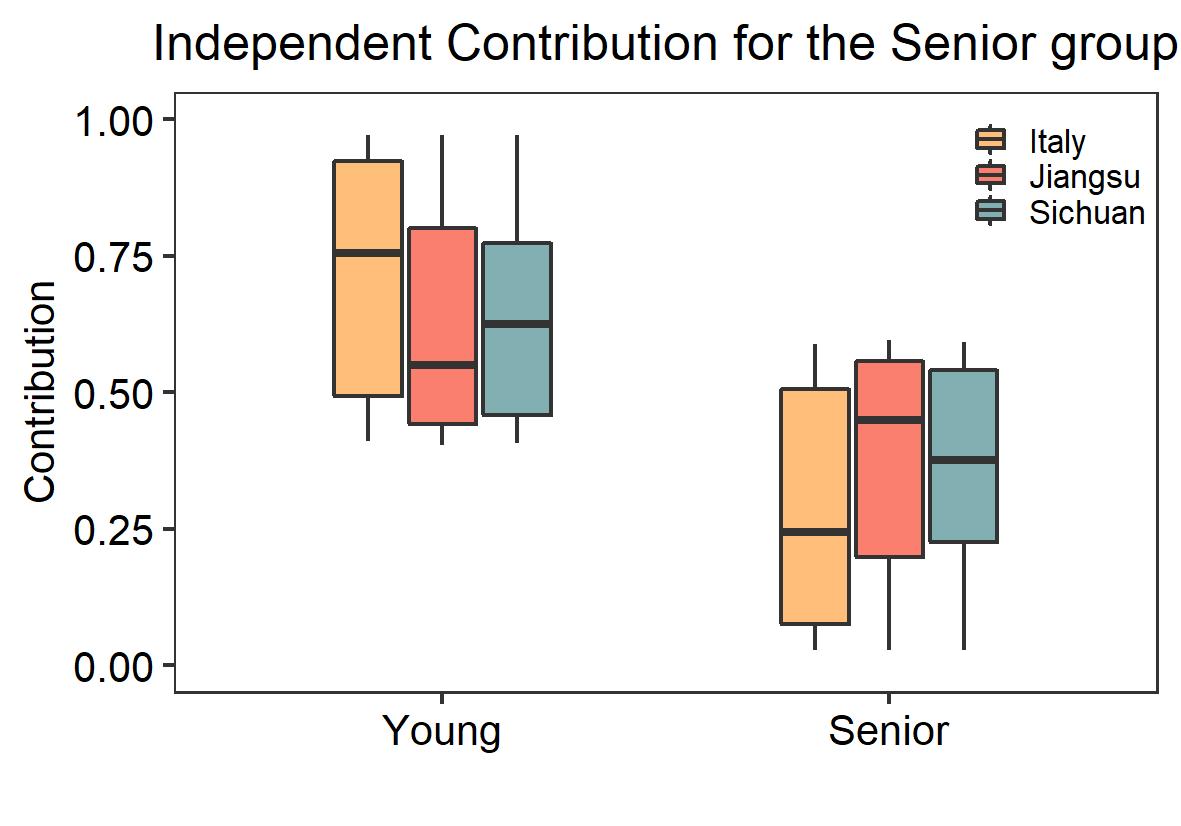 Independent Contribution for the Senior group
Contribution
1.00
0.75
0.50
0.25
0.00
Italy
Jiangsu
Sichuan
Young
Senior